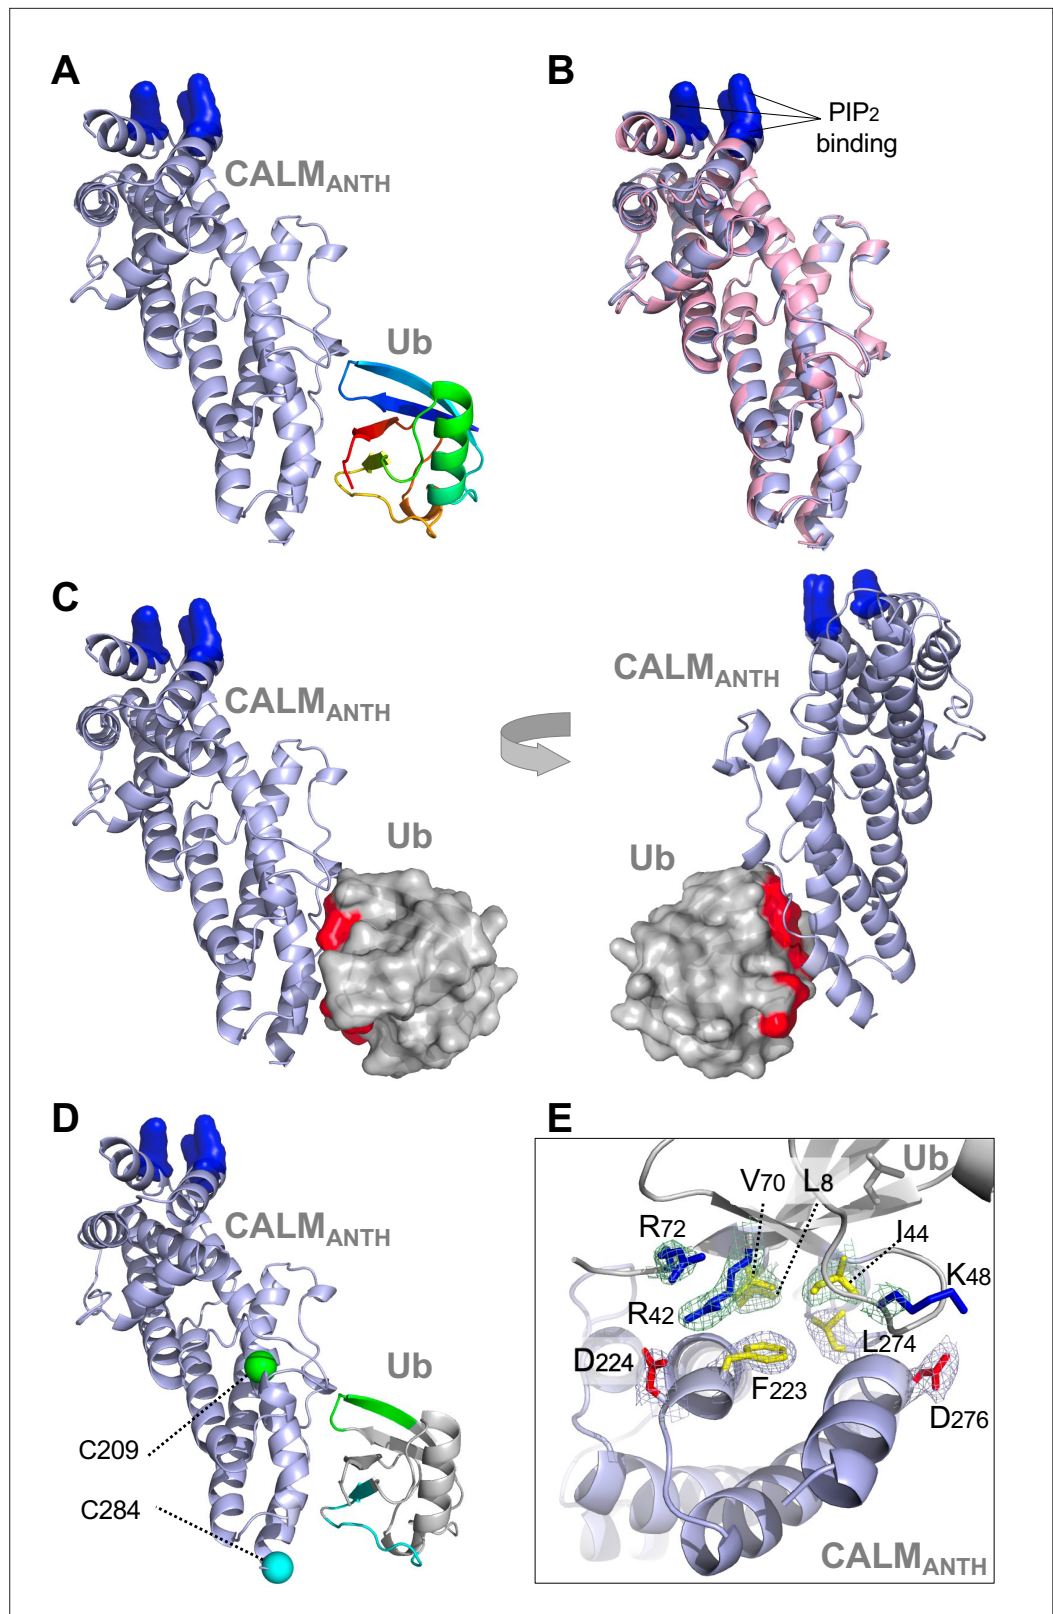 A
CALMANTH
Ub
B
PIP2
binding
C
CALMANTH
Ub
CALMANTH
Ub
D
CALMANTH
Ub
C209
C284
E
Ub
V70
L8
R72
I44
K48
R42
L274
D224
F223
D276
CALMANTH